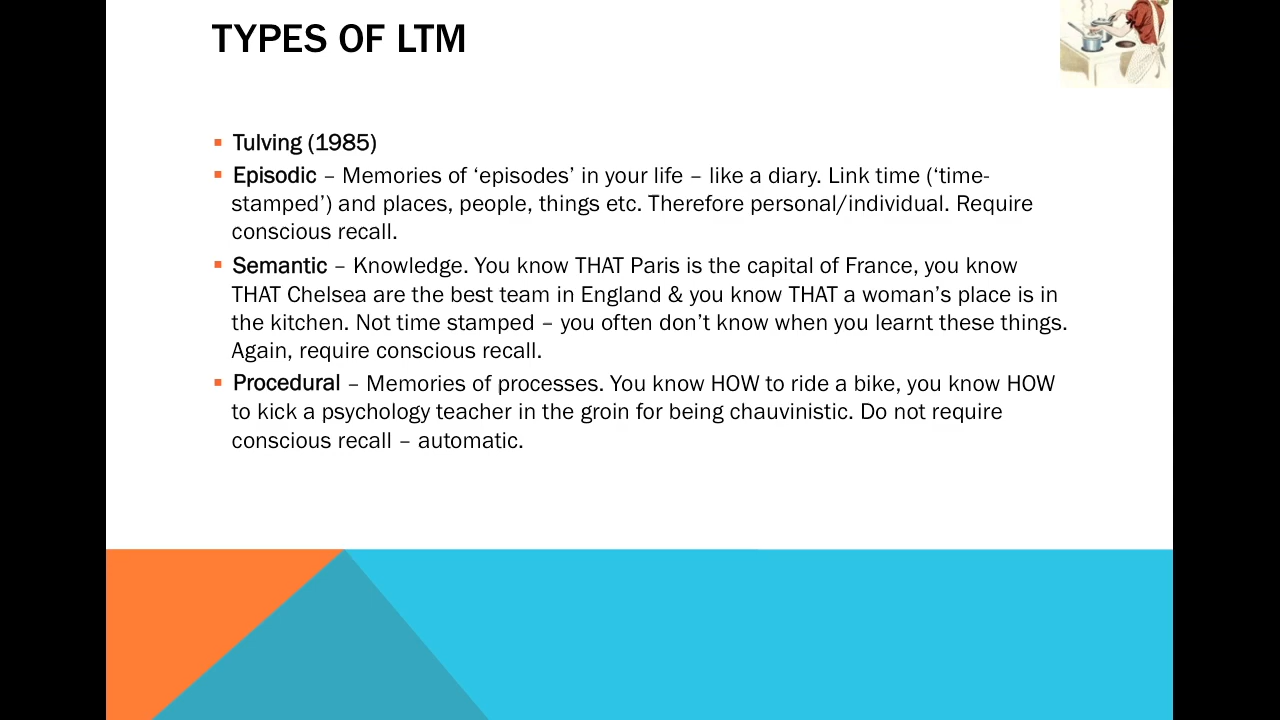 TYPES OF LTM
Tulving (1985)
Episodic – Memories of ‘episodes’ in your life – like a diary. Link time (‘time-
stamped’) and places, people, things etc. Therefore personal/individual. Require
conscious recall.
Semantic – Knowledge. You know THAT Paris is the capital of France, you know
THAT Chelsea are the best team in England & you know THAT a woman’s place is in
the kitchen. Not time stamped – you often don’t know when you learnt these things.
Again, require conscious recall.
Procedural – Memories of processes. You know HOW to ride a bike, you know HOW
to kick a psychology teacher in the groin for being chauvinistic. Do not require
conscious recall – automatic.